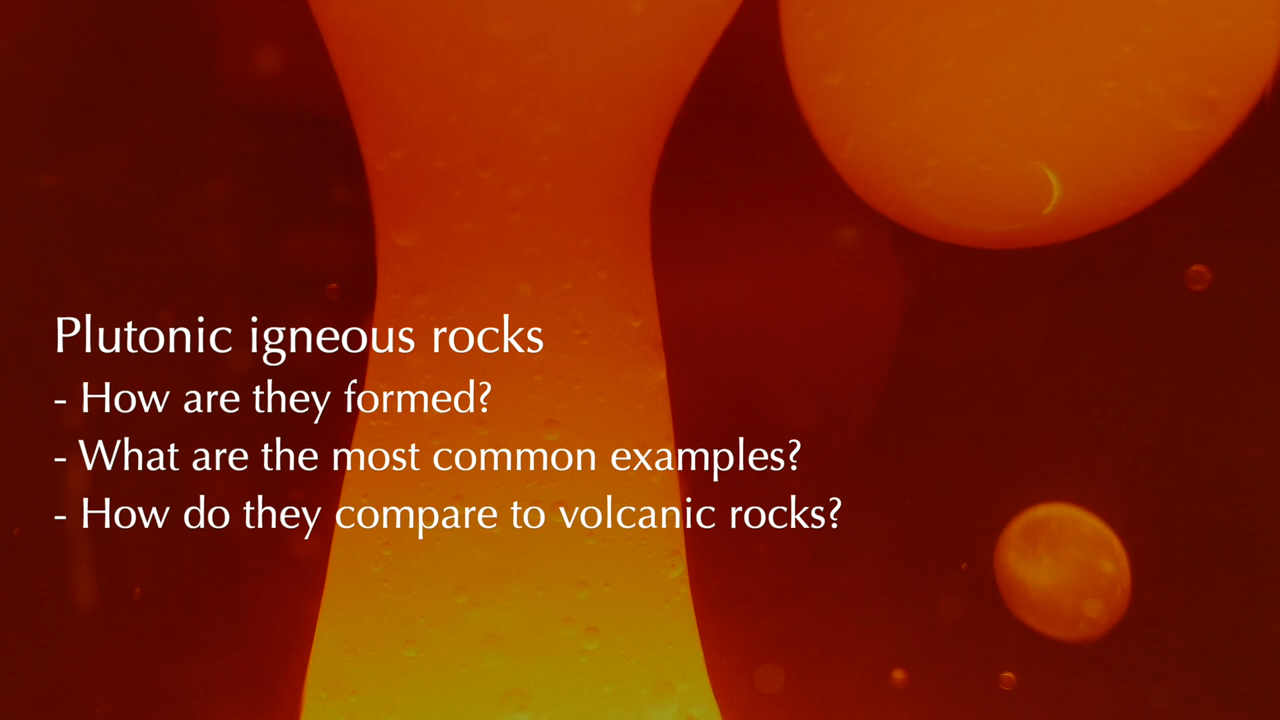 Plutonic igneous rocks
- How are they formed?
- What are the most common examples?
- How do they compare to volcanic rocks?